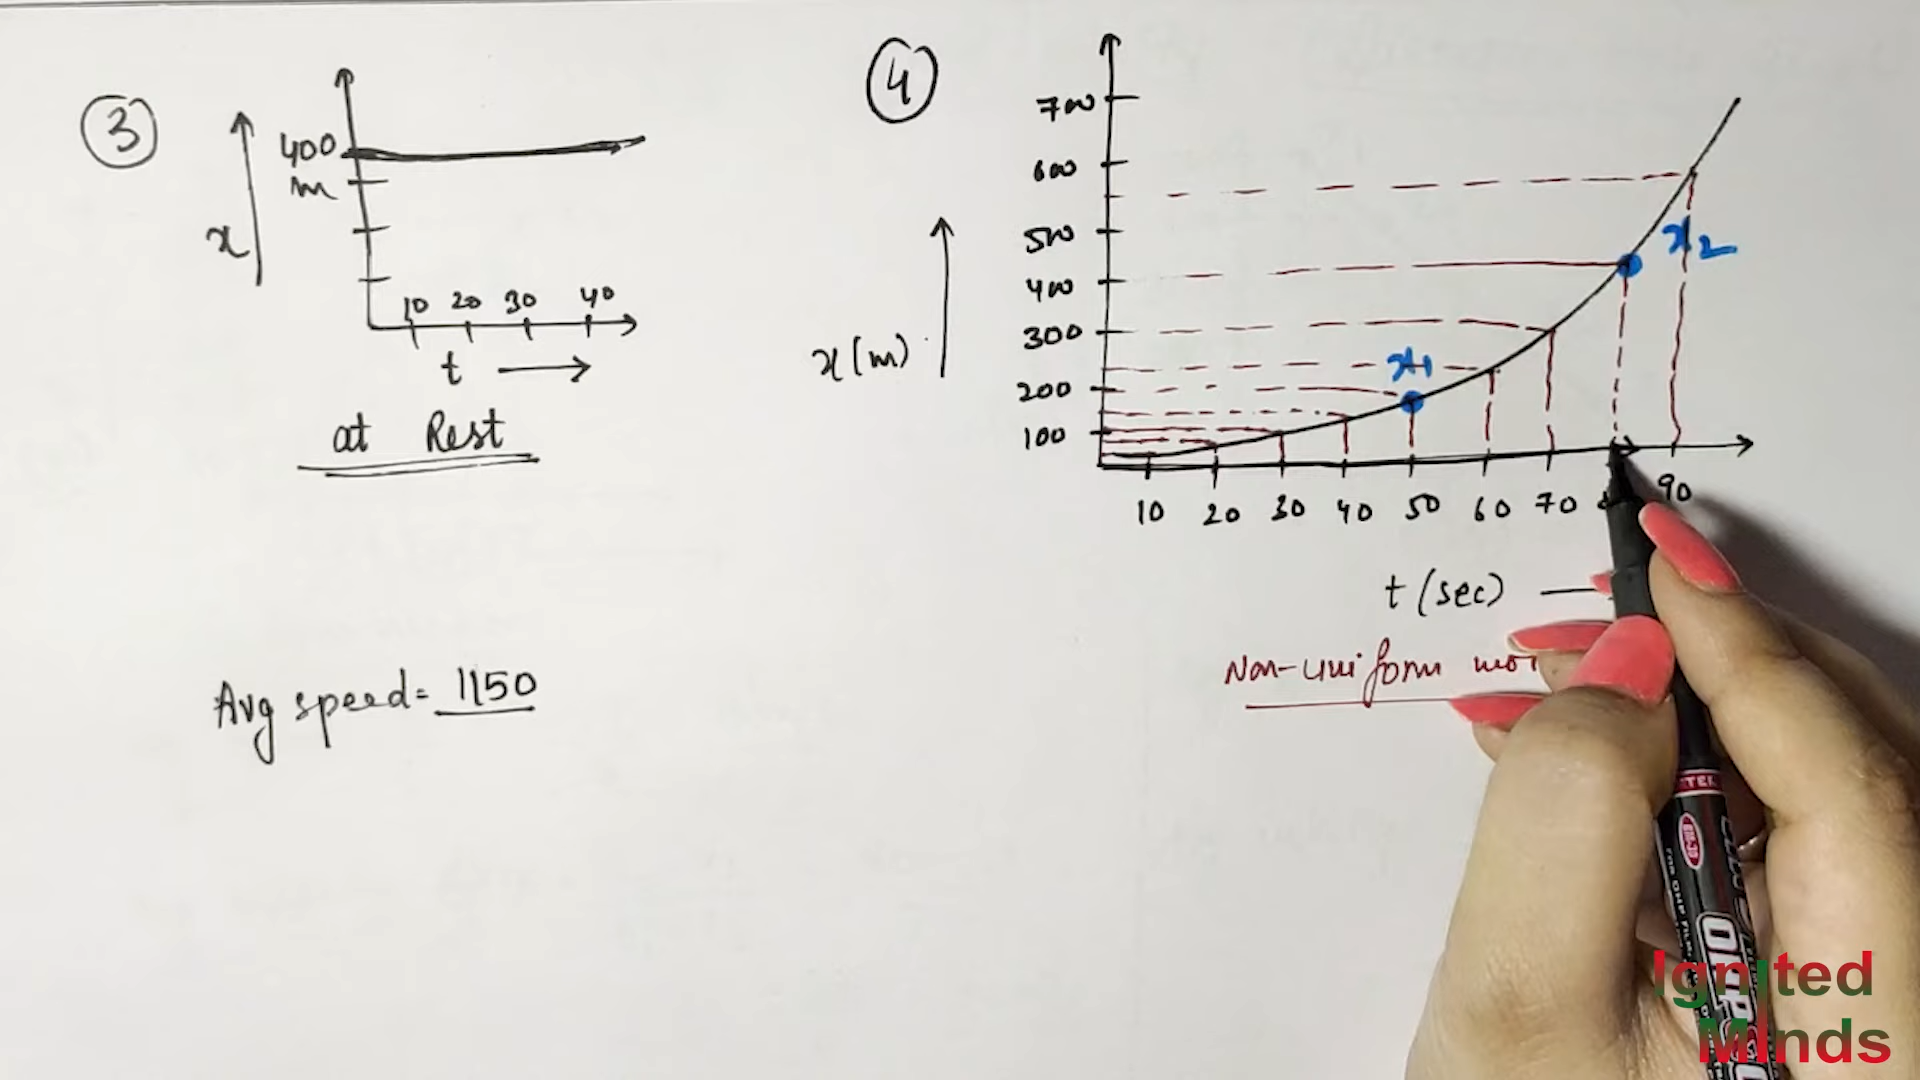 3
400
m
x
10 20 30 40
t
at Rest
Avg speed = 1150
4
700
600
500
400
300
200
100
x(m)
x1
x2
10 20 30 40 50 60 70 90
t (sec)
Non-uniform
Ignited
Minds